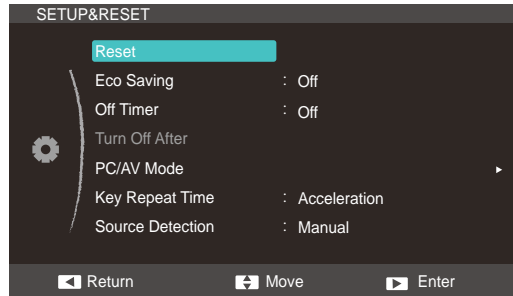 SETUP&RESET
Reset
Eco Saving : Off
Off Timer : Off
Turn Off After
PC/AV Mode
Key Repeat Time : Acceleration
Source Detection : Manual
Return Move Enter